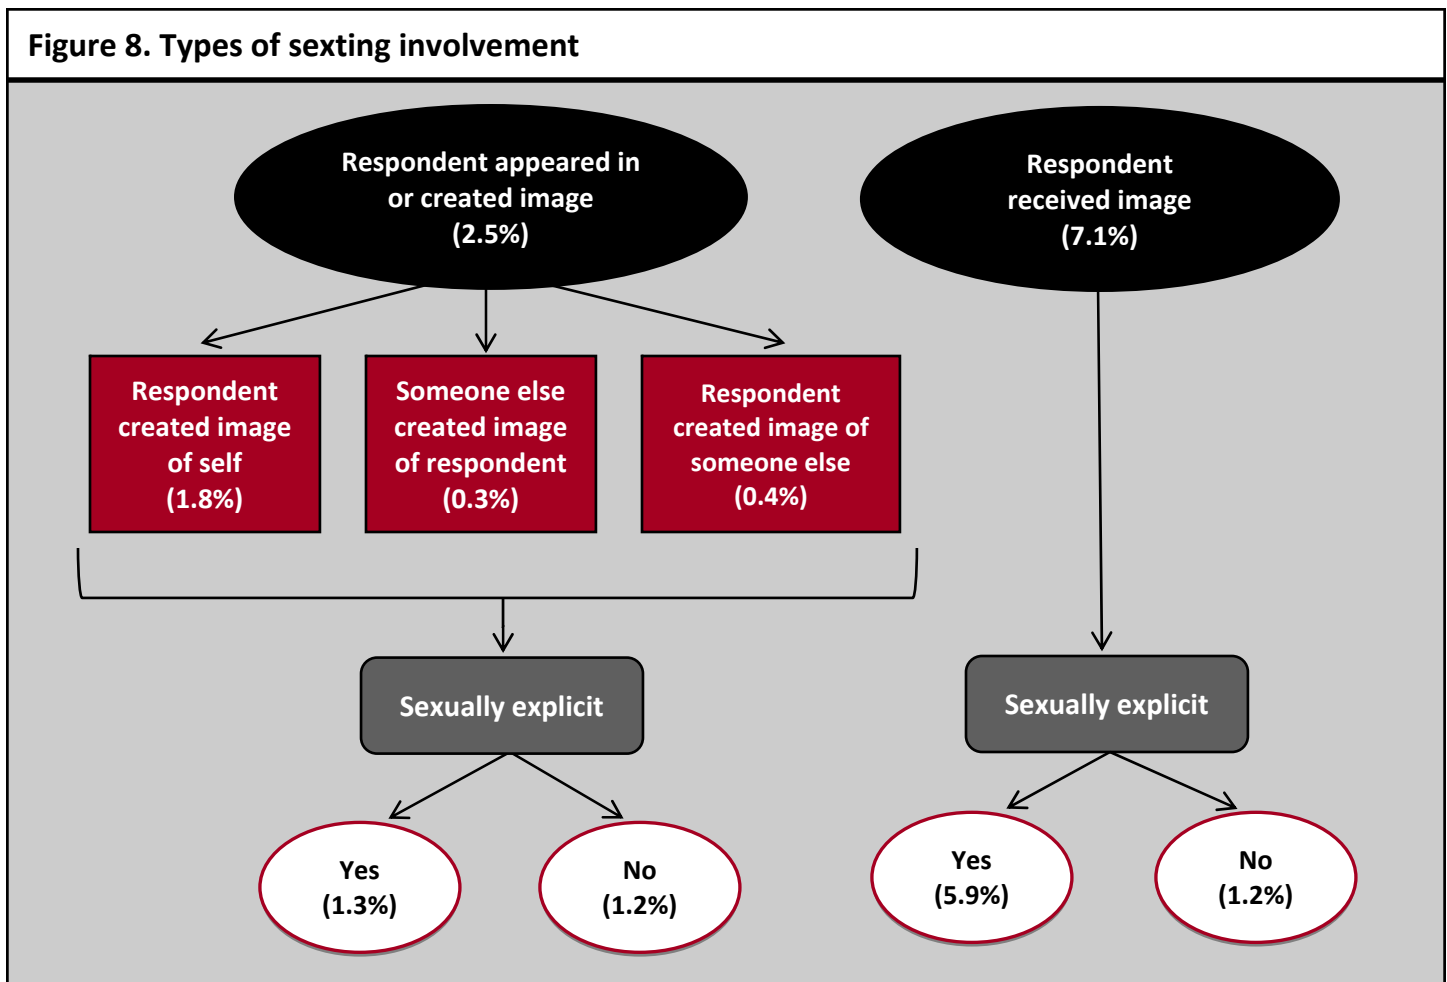 Figure 8. Types of sexting involvement
Respondent appeared in
or created image
(2.5%)
Respondent
received image
(7.1%)
Respondent
created image
of self
(1.8%)
Someone else
created image
of respondent
(0.3%)
Respondent
created image of
someone else
(0.4%)
Sexually explicit
Sexually explicit
Yes
(1.3%)
No
(1.2%)
Yes
(5.9%)
No
(1.2%)